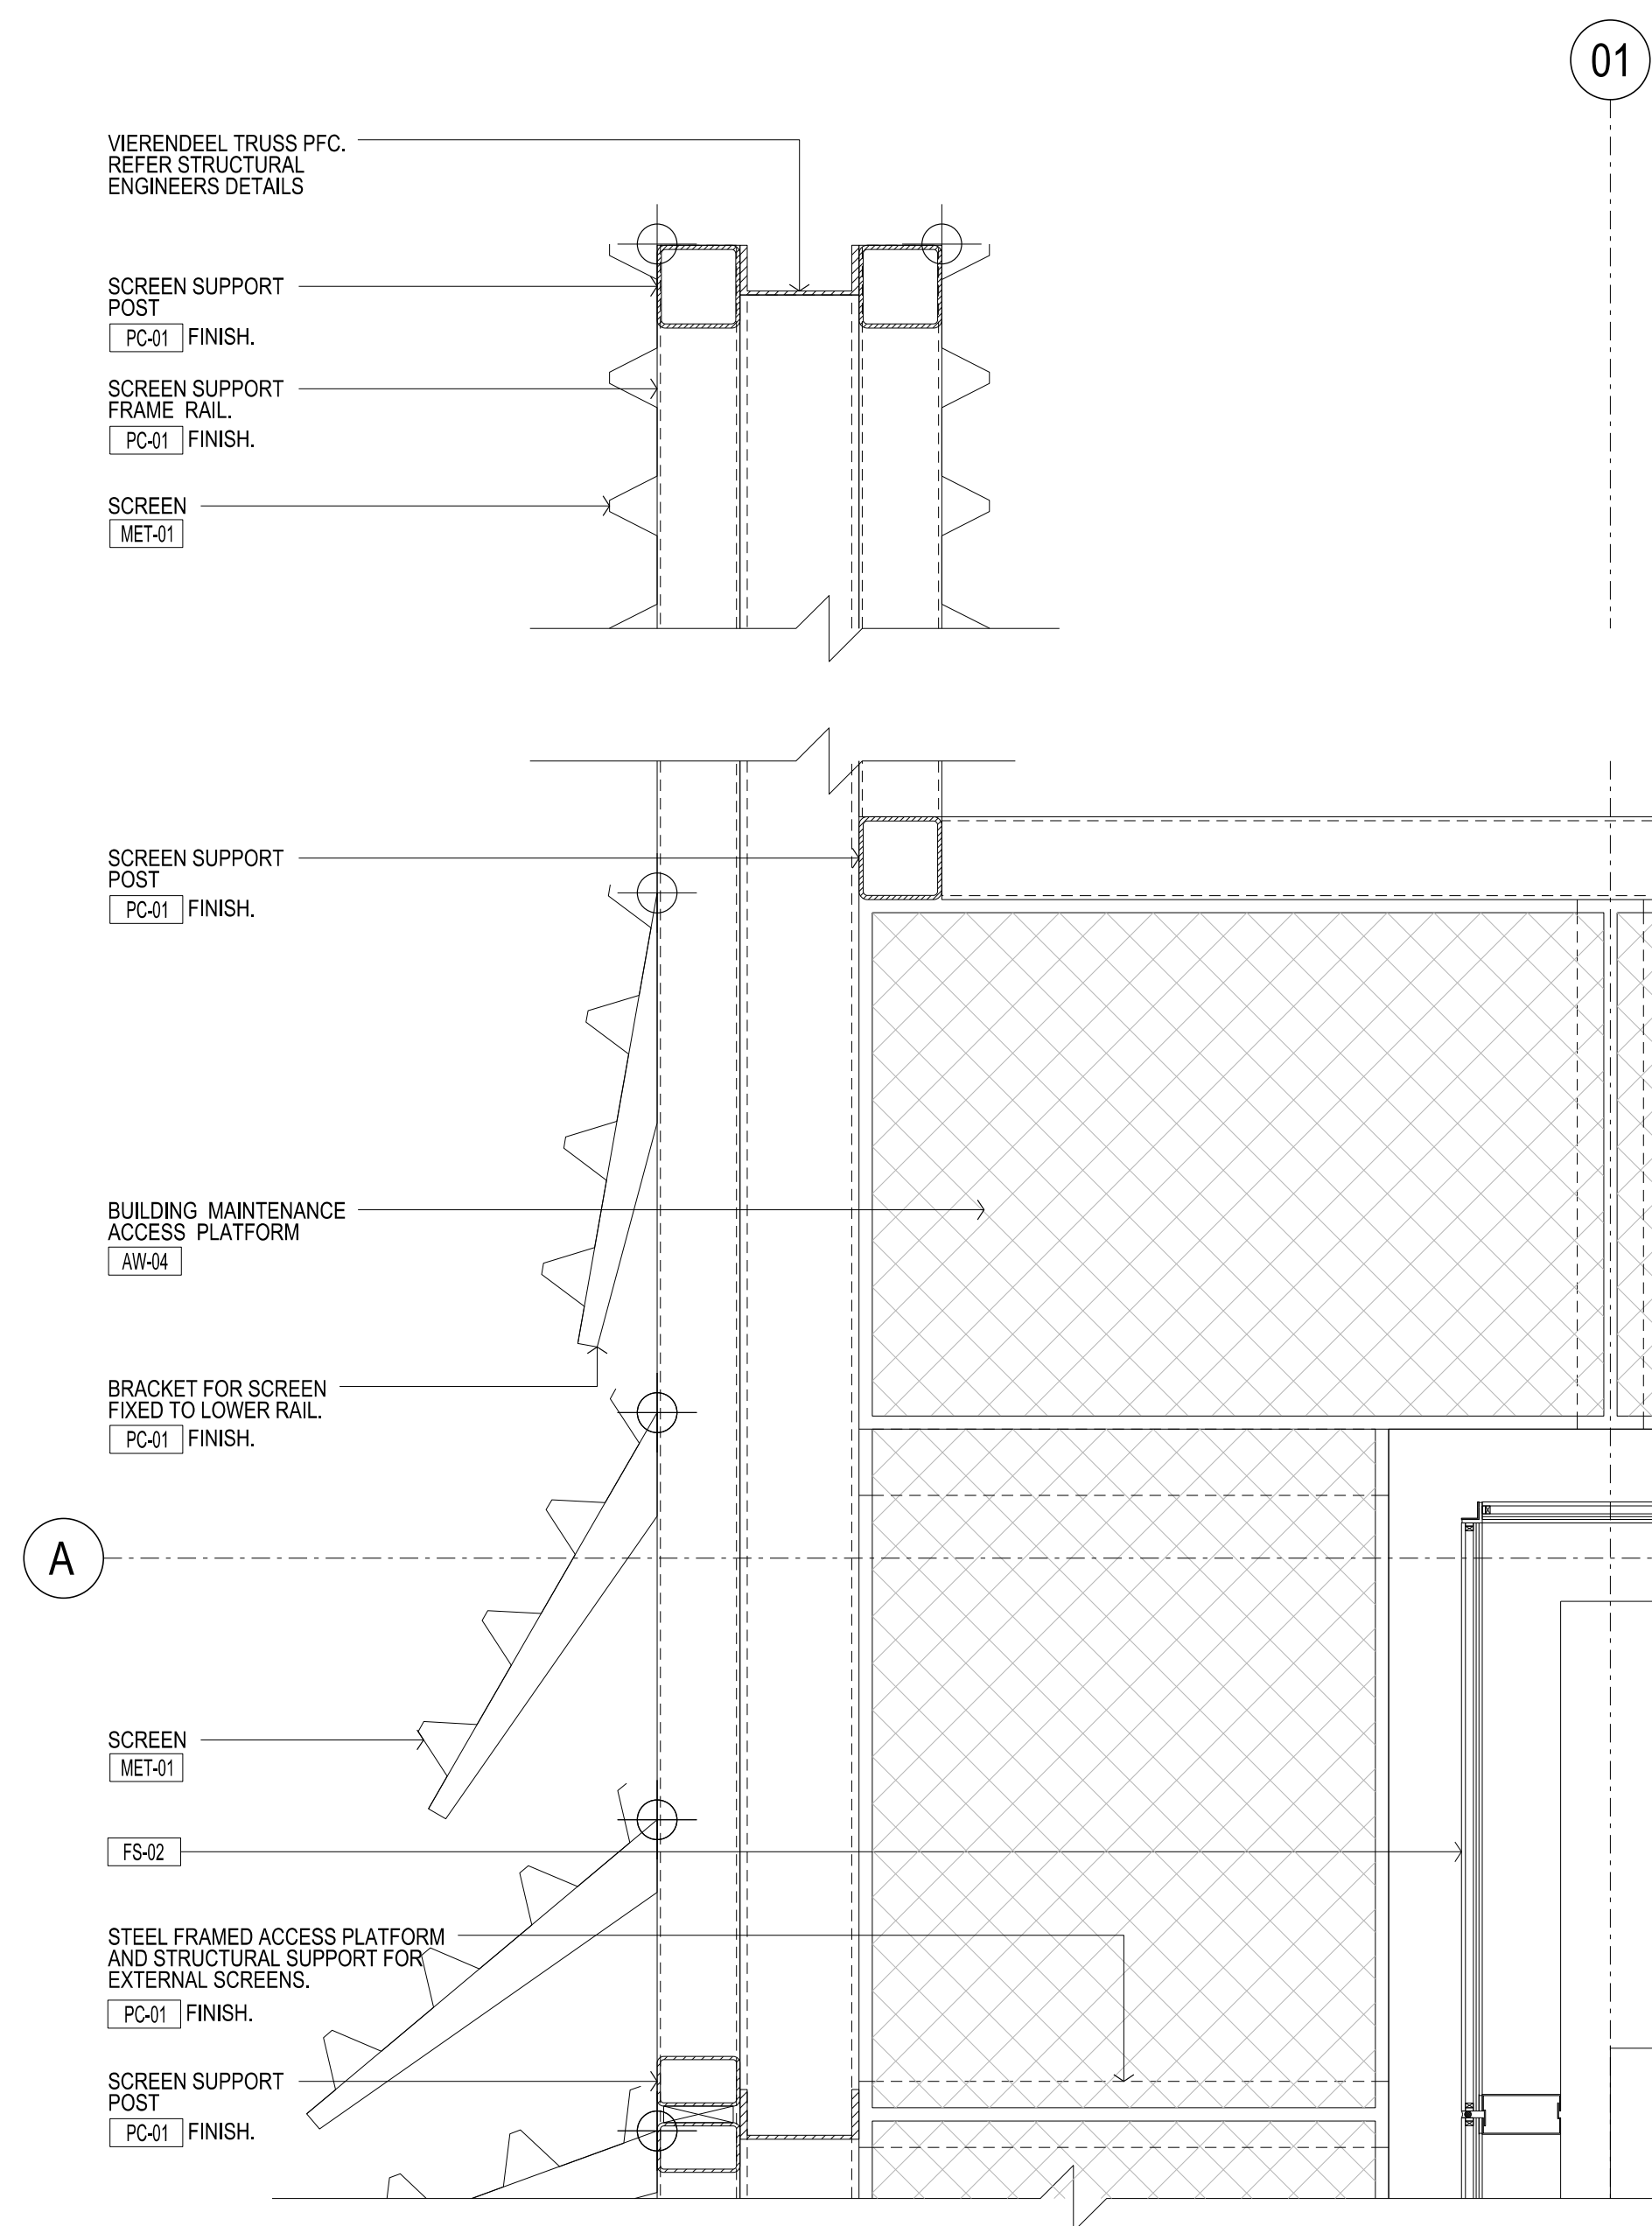 01
VIERENDEEL TRUSS PFC.
REFER STRUCTURAL
ENGINEERS DETAILS
SCREEN SUPPORT
POST
PC-01 FINISH.
SCREEN SUPPORT
FRAME RAIL.
PC-01 FINISH.
SCREEN
MET-01
SCREEN SUPPORT
POST
PC-01 FINISH.
BUILDING MAINTENANCE
ACCESS PLATFORM
AW-04
BRACKET FOR SCREEN
FIXED TO LOWER RAIL.
PC-01 FINISH.
A
SCREEN
MET-01
FS-02
STEEL FRAMED ACCESS PLATFORM
AND STRUCTURAL SUPPORT FOR
EXTERNAL SCREENS.
PC-01 FINISH.
SCREEN SUPPORT
POST
PC-01 FINISH.